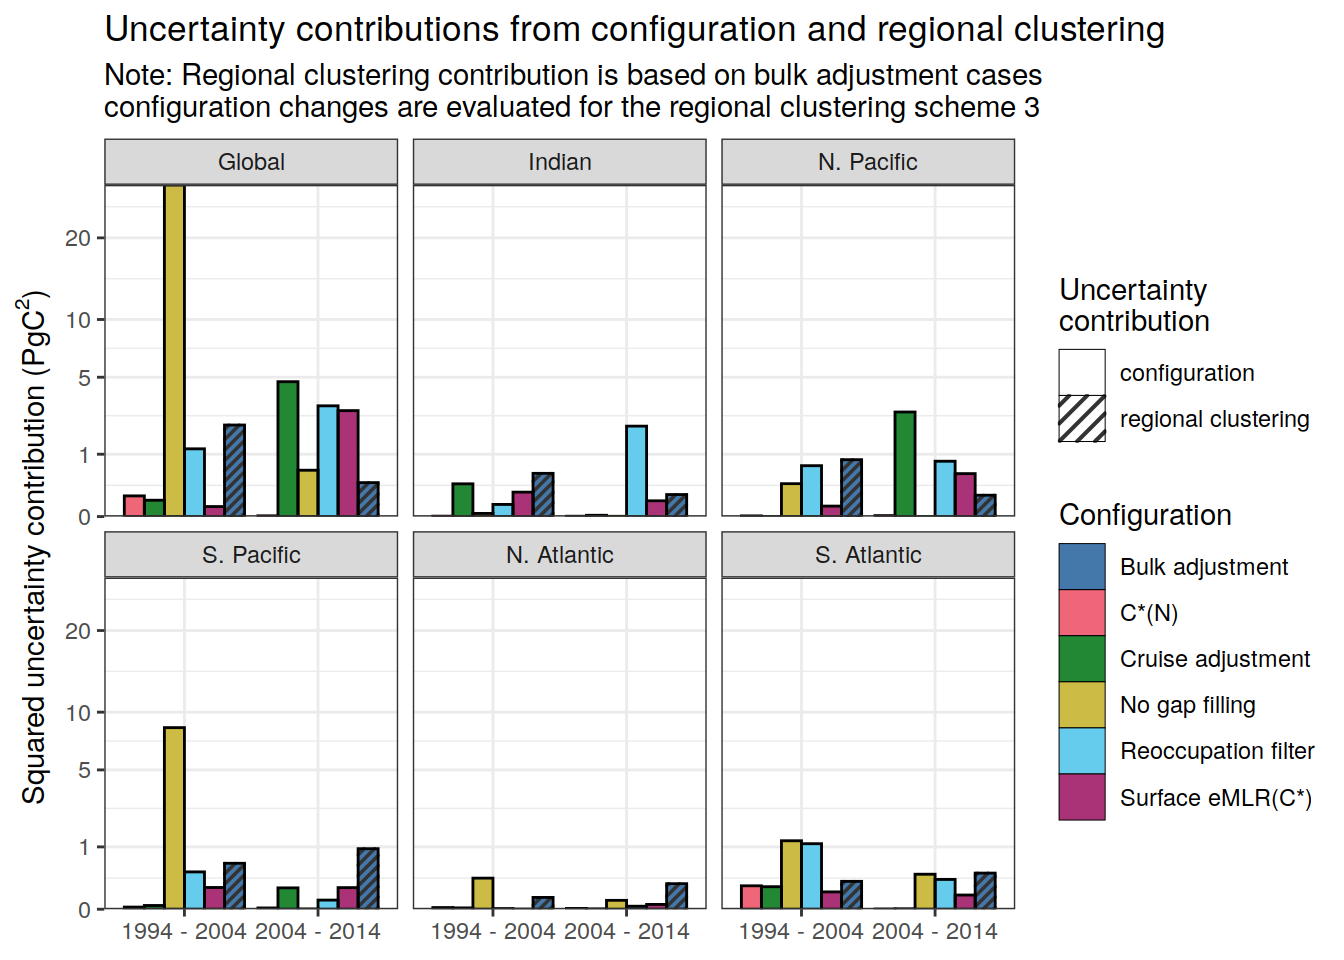 Uncertainty contributions from configuration and regional clustering
Note: Regional clustering contribution is based on bulk adjustment cases
configuration changes are evaluated for the regional clustering scheme 3
Squared uncertainty contribution (PgC²)
Global
Indian
N. Pacific
20
10
5
1
0
S. Pacific
N. Atlantic
S. Atlantic
20
10
5
1
0
1994 - 2004 2004 - 2014
1994 - 2004 2004 - 2014
1994 - 2004 2004 - 2014
Uncertainty
contribution
configuration
regional clustering
Configuration
Bulk adjustment
C*(N)
Cruise adjustment
No gap filling
Reoccupation filter
Surface eMLR(C*)